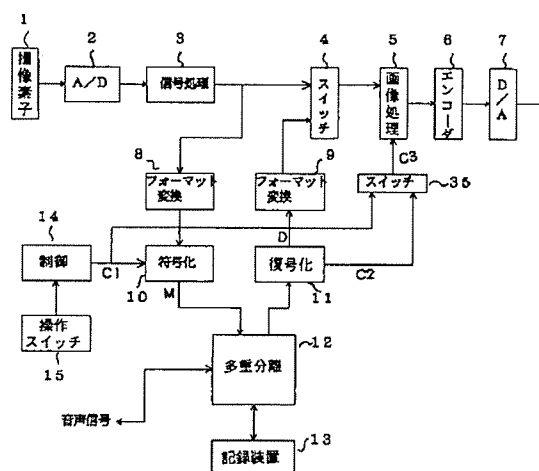 1
2
3
4
5
6
7
撮像素子
A/D
信号処理
スイッチ
画像処理
エンコーダ
D/A
8
9
フォーマット
変換
フォーマット
変換
C3
スイッチ
35
14
制御
C1
符号化
10
D
復号化
11
C2
M
操作
スイッチ
15
12
多重分離
音声信号
記録装置
13